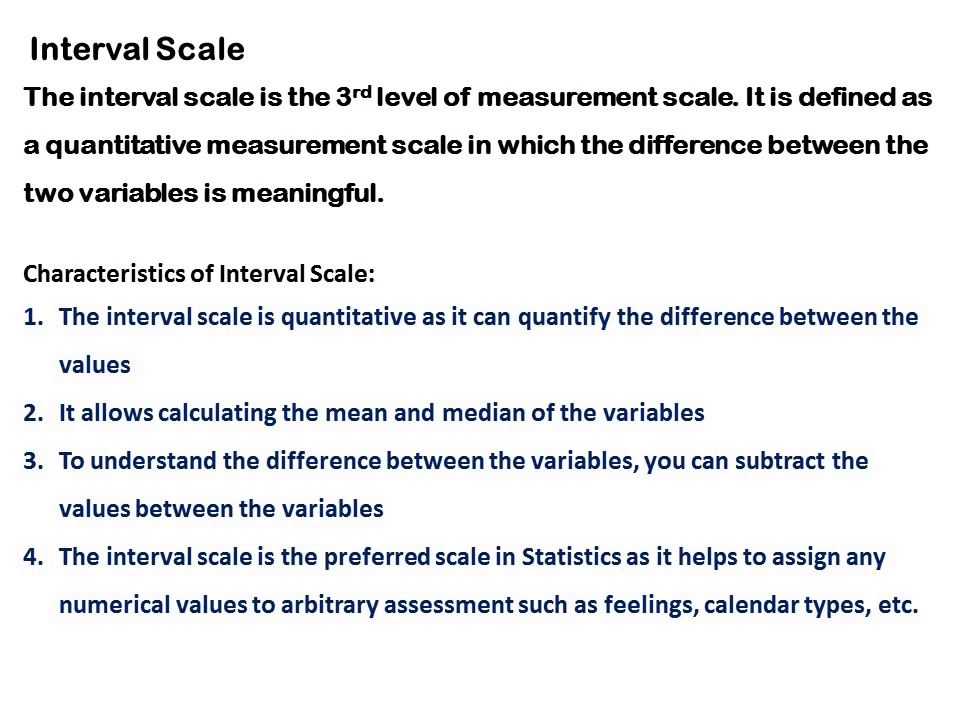 Interval Scale
The interval scale is the 3rd level of measurement scale. It is defined as
a quantitative measurement scale in which the difference between the
two variables is meaningful.
Characteristics of Interval Scale:
1. The interval scale is quantitative as it can quantify the difference between the
values
2. It allows calculating the mean and median of the variables
3. To understand the difference between the variables, you can subtract the
values between the variables
4. The interval scale is the preferred scale in Statistics as it helps to assign any
numerical values to arbitrary assessment such as feelings, calendar types, etc.